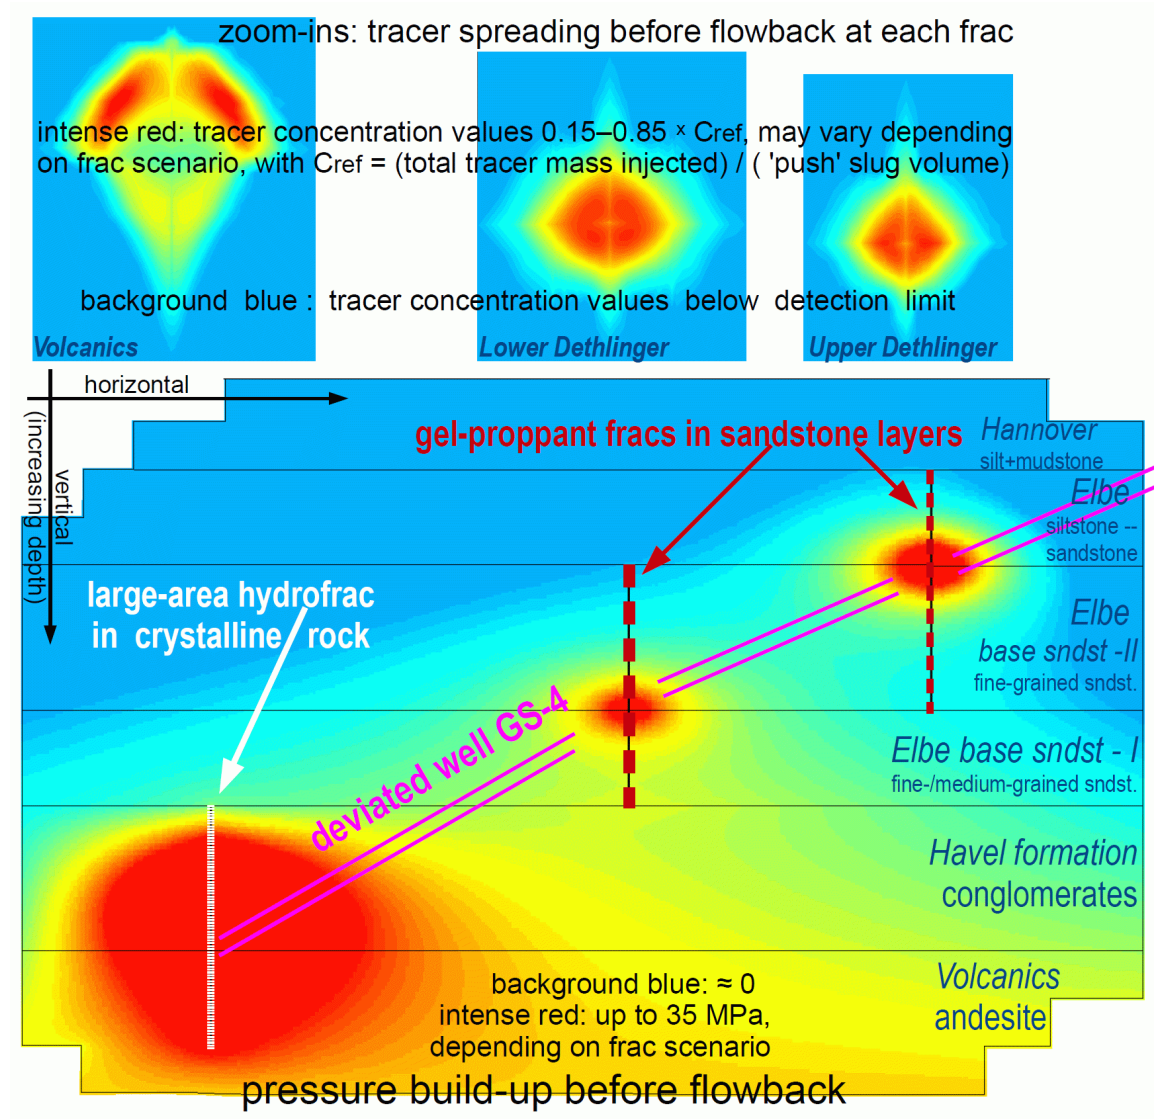 zoom-ins: tracer spreading before flowback at each frac
intense red: tracer concentration values 0.15–0.85 x Cref, may vary depending
on frac scenario, with Cref = (total tracer mass injected) / ( 'push' slug volume)
background blue : tracer concentration values below detection limit
Volcanics
Lower Dethlinger
Upper Dethlinger
horizontal
vertical
(increasing depth)
gel-proppant fracs in sandstone layers
Hannover
silt+mudstone
Elbe
siltstone --
sandstone
large-area hydrofrac
in crystalline rock
Elbe
base sndst -II
fine-grained sndst.
deviated well GS-4
Elbe base sndst - I
fine-/medium-grained sndst.
Havel formation
conglomerates
Volcanics
andesite
background blue: ≈ 0
intense red: up to 35 MPa,
depending on frac scenario
pressure build-up before flowback